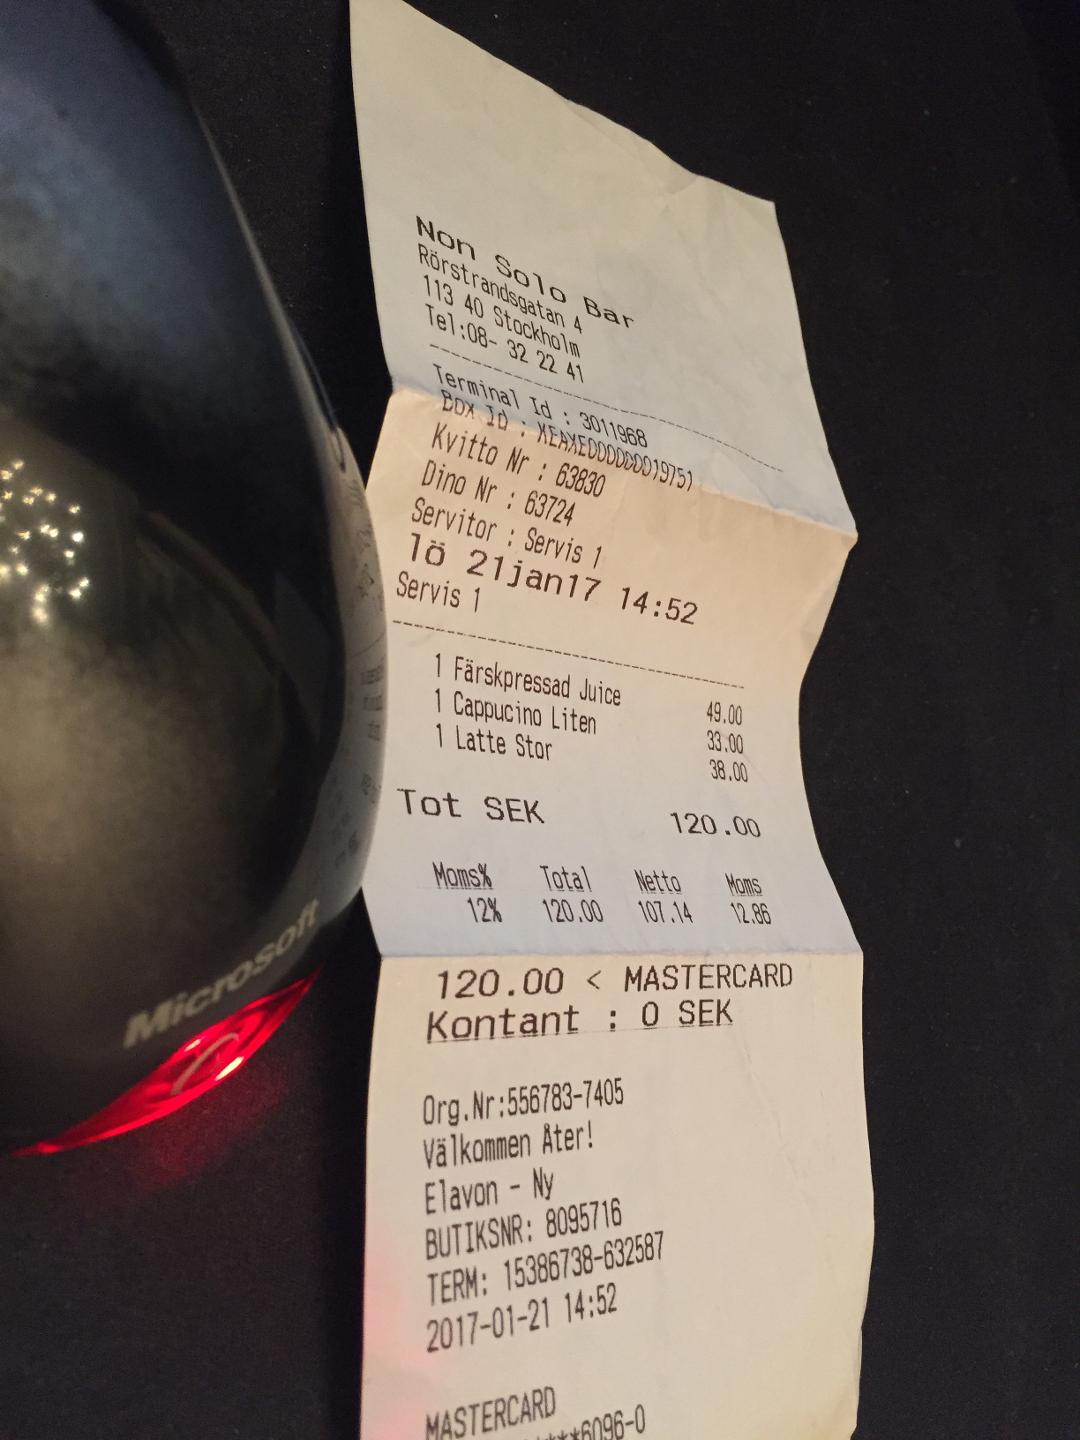 Non Solo Bar
Rörstrandsgatan 4
113 40 Stockholm
Tel:08- 32 22 41
Terminal Id : 3011968
Box Id : XEAXE000000019751
Kvitto Nr : 63830
Dino Nr : 63724
Servitor : Servis 1
lö 21jan17 14:52
Servis 1
1 Färskpressad Juice 49.00
1 Cappucino Liten 33.00
1 Latte Stor 38.00
Tot SEK 120.00
Moms% Total Netto Moms
12% 120.00 107.14 12.86
120.00 < MASTERCARD
Kontant : 0 SEK
Org.Nr:556783-7405
Välkommen Åter!
Elavon - Ny
BUTIKSNR: 8095716
TERM: 15386738-632587
2017-01-21 14:52
MASTERCARD
***6096-0
Microsoft